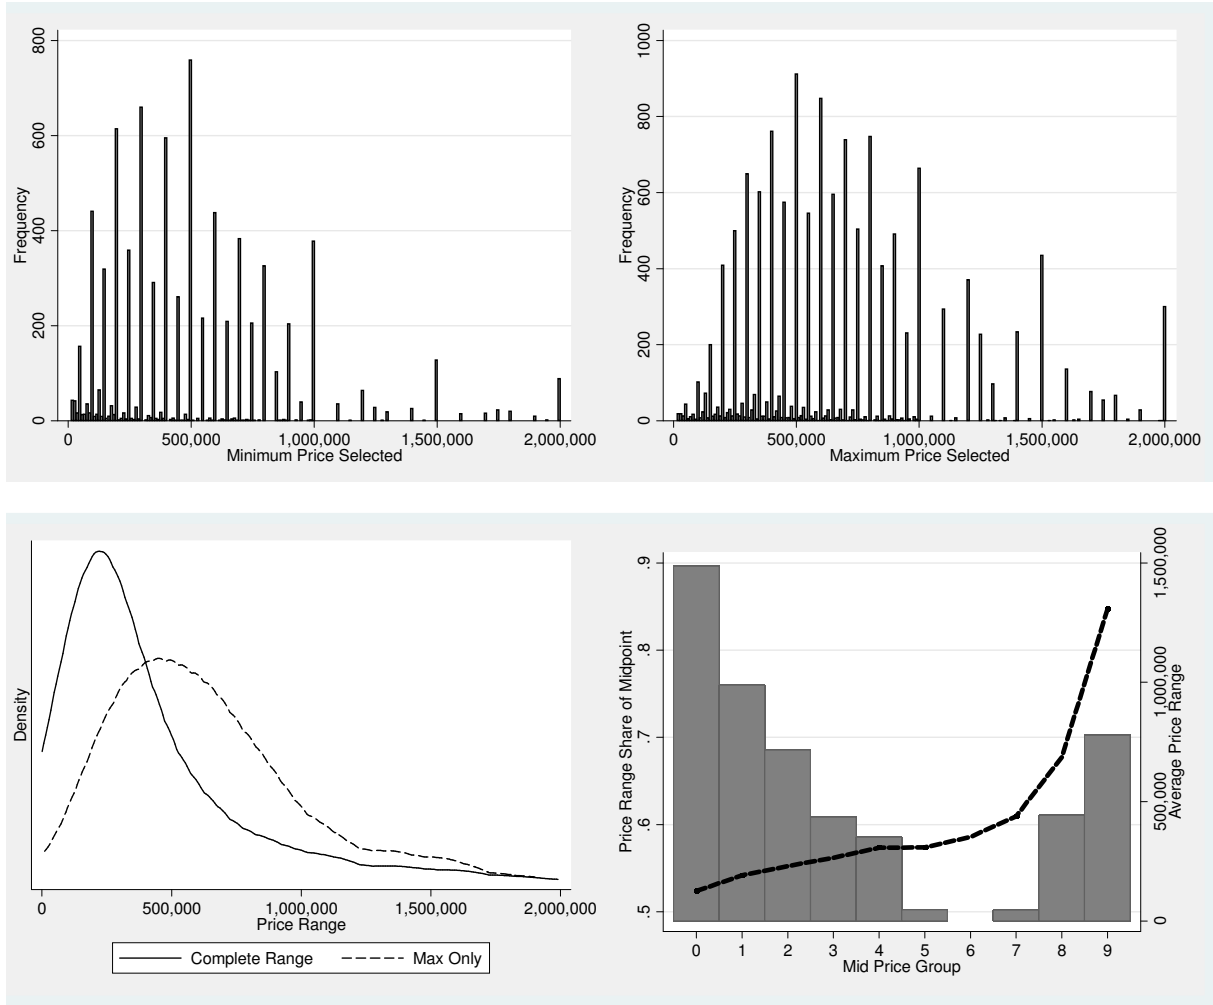 Frequency
0 200 400 600 800
0 500,000 1,000,000 1,500,000 2,000,000
Minimum Price Selected
Frequency
0 200 400 600 800 1000
0 500,000 1,000,000 1,500,000 2,000,000
Maximum Price Selected
Density
0 500,000 1,000,000 1,500,000 2,000,000
Price Range
Complete Range Max Only
Price Range Share of Midpoint
.5 .6 .7 .8 .9
0 500,000 1,000,000 1,500,000
Average Price Range
0 1 2 3 4 5 6 7 8 9
Mid Price Group